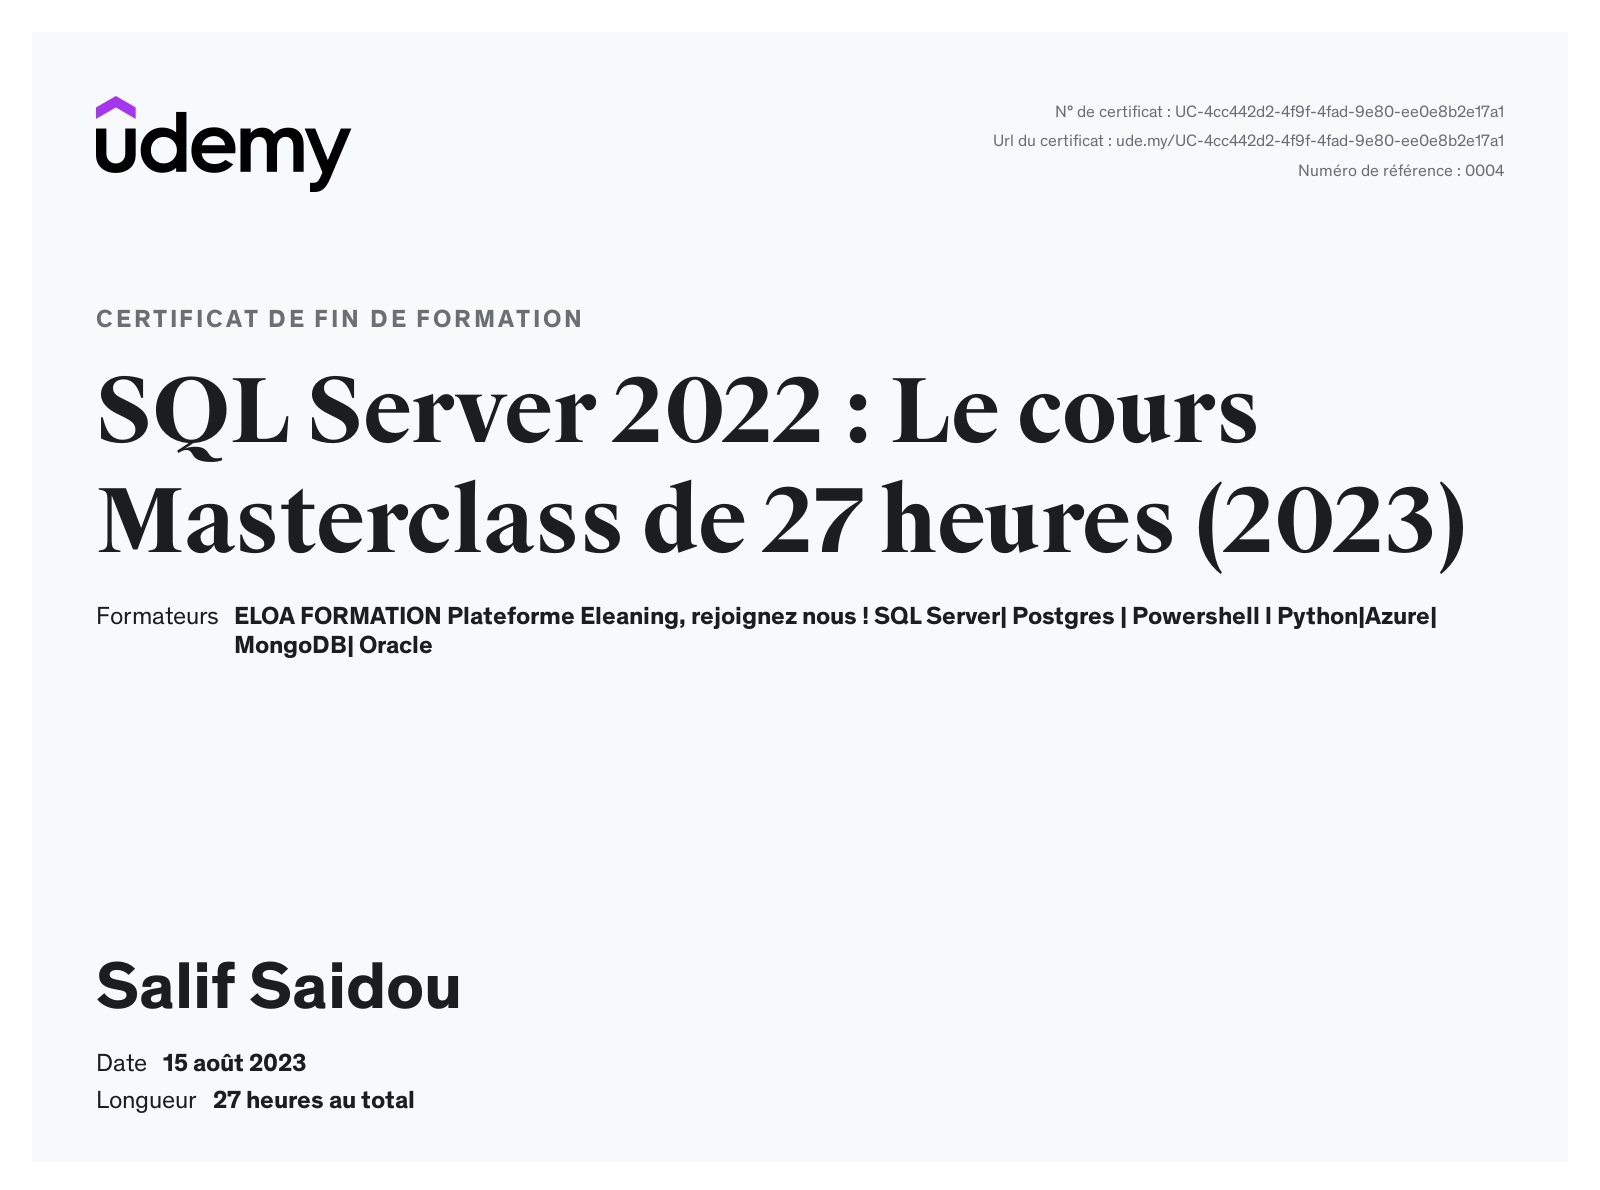 udemy
N° de certificat : UC-4cc442d2-4f9f-4fad-9e80-ee0e8b2e17a1
Url du certificat : ude.my/UC-4cc442d2-4f9f-4fad-9e80-ee0e8b2e17a1
Numéro de référence : 0004
CERTIFICAT DE FIN DE FORMATION
SQL Server 2022 : Le cours
Masterclass de 27 heures (2023)
Formateurs ELOA FORMATION Plateforme Eleaning, rejoignez nous ! SQL Server| Postgres | Powershell l Python|Azure|
MongoDB| Oracle
Salif Saidou
Date 15 août 2023
Longueur 27 heures au total